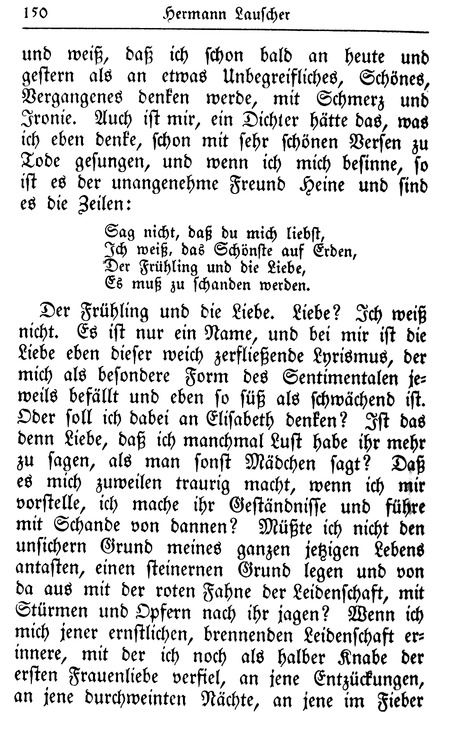 150 Hermann Lauscher
und weiß, daß ich schon bald an heute und
gestern als an etwas Unbegreifliches, Schönes,
Vergangenes denken werde, mit Schmerz und
Ironie. Auch ist mir, ein Dichter hätte das, was
ich eben denke, schon mit sehr schönen Versen zu
Tode gesungen, und wenn ich mich besinne, so
ist es der unangenehme Freund Heine und sind
es die Zeilen:
Sag nicht, daß du mich liebst,
Ich weiß, das Schönste auf Erden,
Der Frühling und die Liebe,
Es muß zu schanden werden.
Der Frühling und die Liebe. Liebe? Ich weiß
nicht. Es ist nur ein Name, und bei mir ist die
Liebe eben dieser weich zerfließende Lyrismus, der
mich als besondere Form des Sentimentalen je-
weils befällt und eben so süß als schwächend ist.
Oder soll ich dabei an Elisabeth denken? Ist das
denn Liebe, daß ich manchmal Lust habe ihr mehr
zu sagen, als man sonst Mädchen sagt? Daß
es mich zuweilen traurig macht, wenn ich mir
vorstelle, ich mache ihr Geständnisse und führe
mit Schande von dannen? Müßte ich nicht den
unsichern Grund meines ganzen jetzigen Lebens
antasten, einen steinernen Grund legen und von
da aus mit der roten Fahne der Leidenschaft, mit
Stürmen und Opfern nach ihr jagen? Wenn ich
mich jener ernstlichen, brennenden Leidenschaft er-
innere, mit der ich noch als halber Knabe der
ersten Frauenliebe verfiel, an jene Entzückungen,
an jene durchweinten Nächte, an jene im Fieber